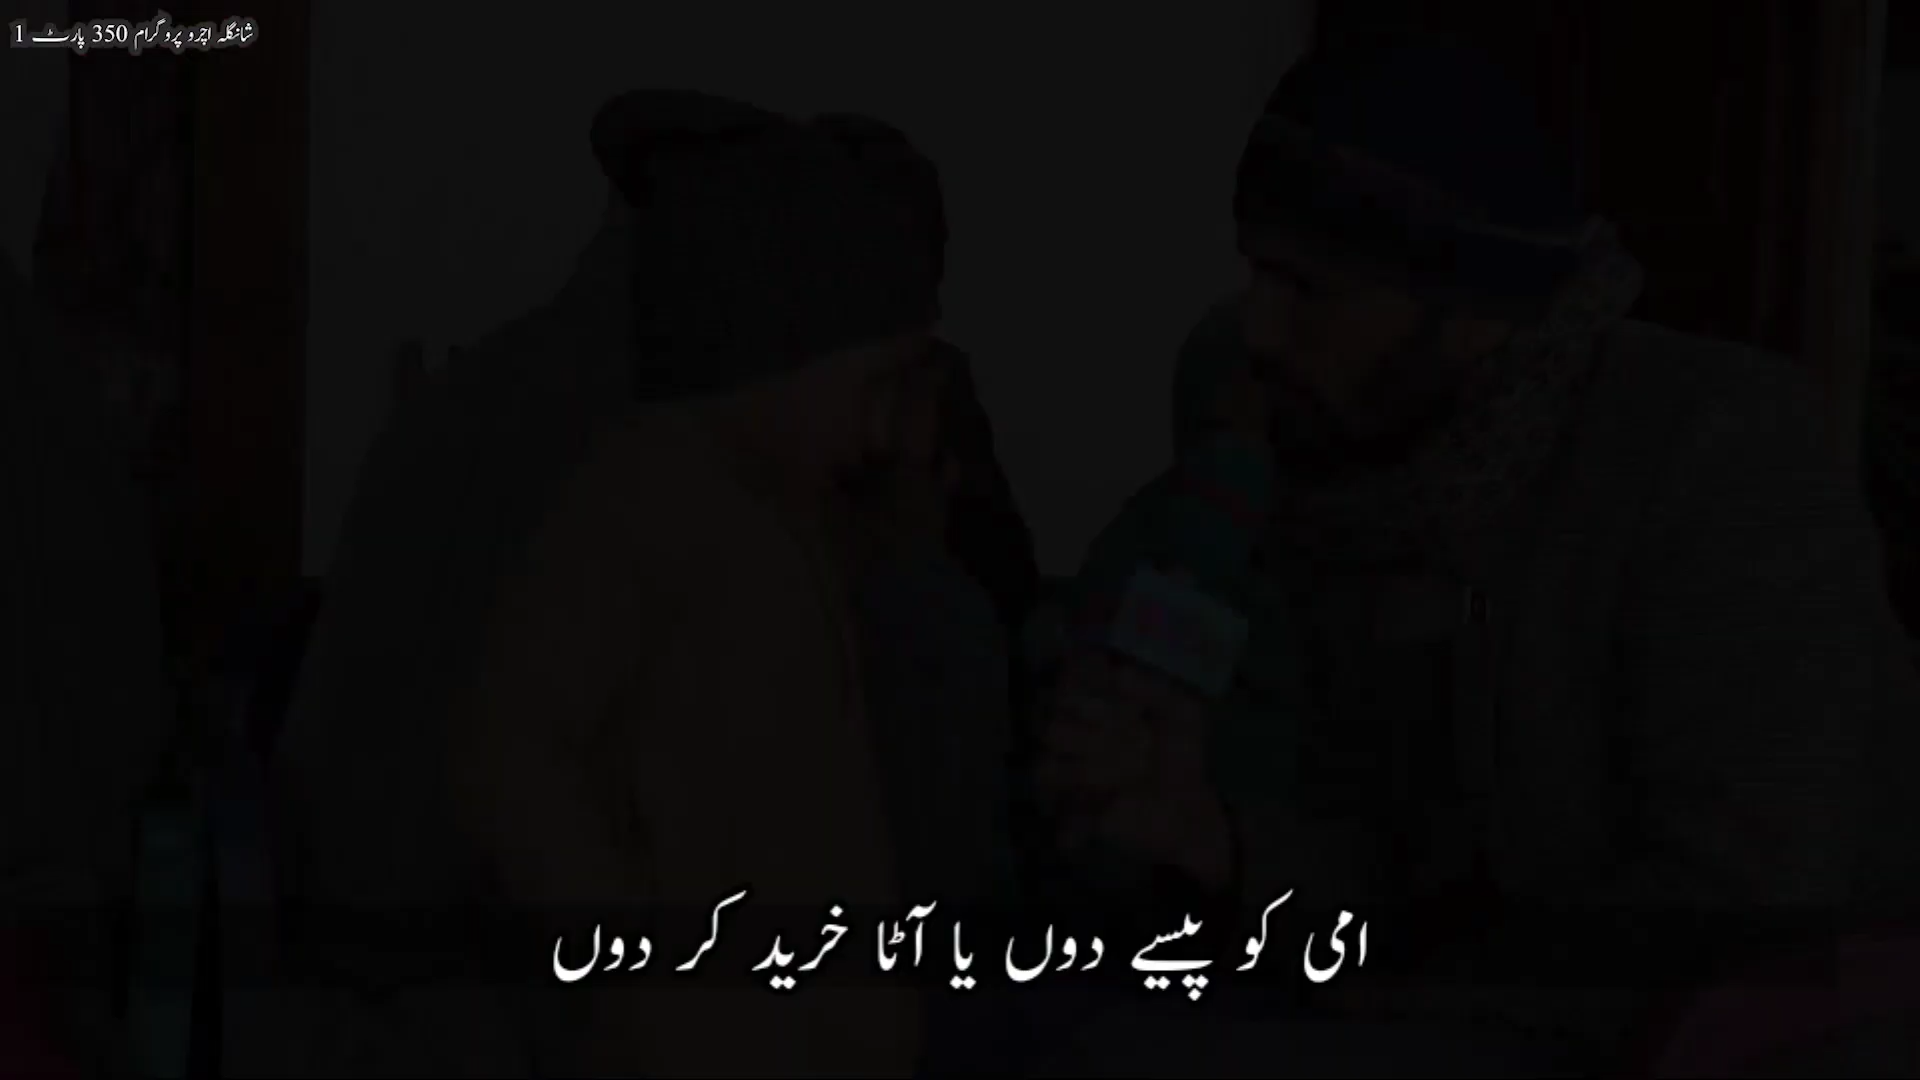 شانگلہ اچرو پروگرام 350 پارٹ 1
امی کو پیسے دوں یا آٹا خرید کر دوں